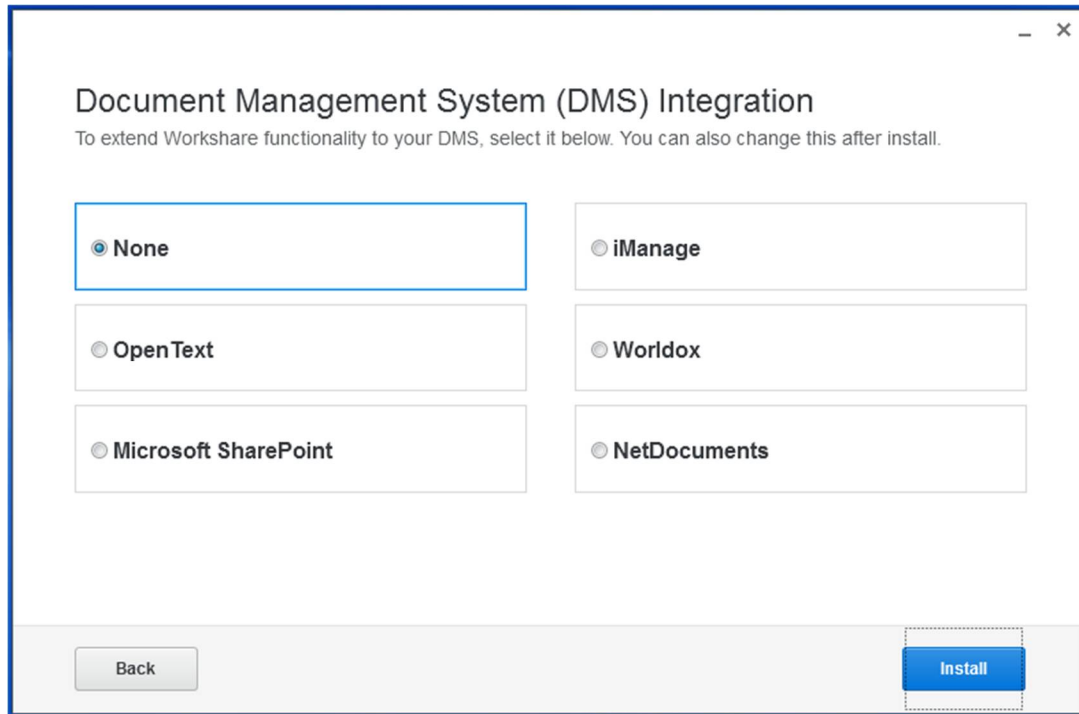 Document Management System (DMS) Integration
To extend Workshare functionality to your DMS, select it below. You can also change this after install.
None
iManage
OpenText
Worldox
Microsoft SharePoint
NetDocuments
Back
Install